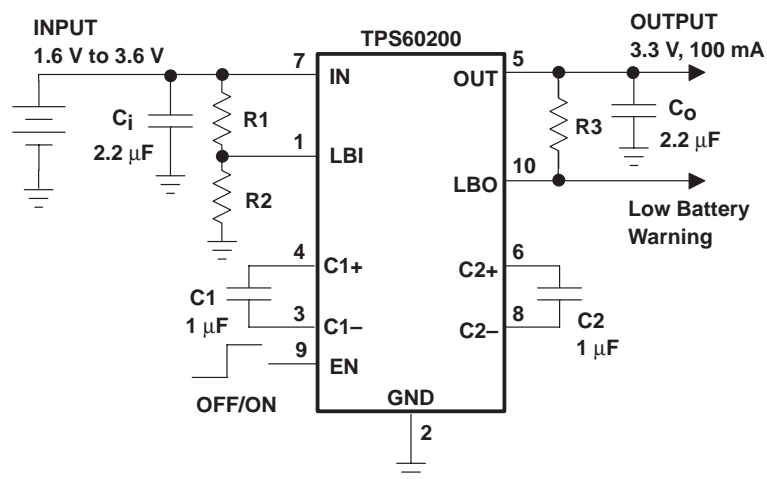 INPUT
1.6 V to 3.6 V
Ci
2.2 μF
R1
R2
TPS60200
7
IN
1
LBI
4
C1+
C1
1 μF
3
C1–
9
EN
OFF/ON
GND
2
5
OUT
OUTPUT
3.3 V, 100 mA
R3
Co
2.2 μF
10
LBO
Low Battery
Warning
6
C2+
8
C2–
C2
1 μF